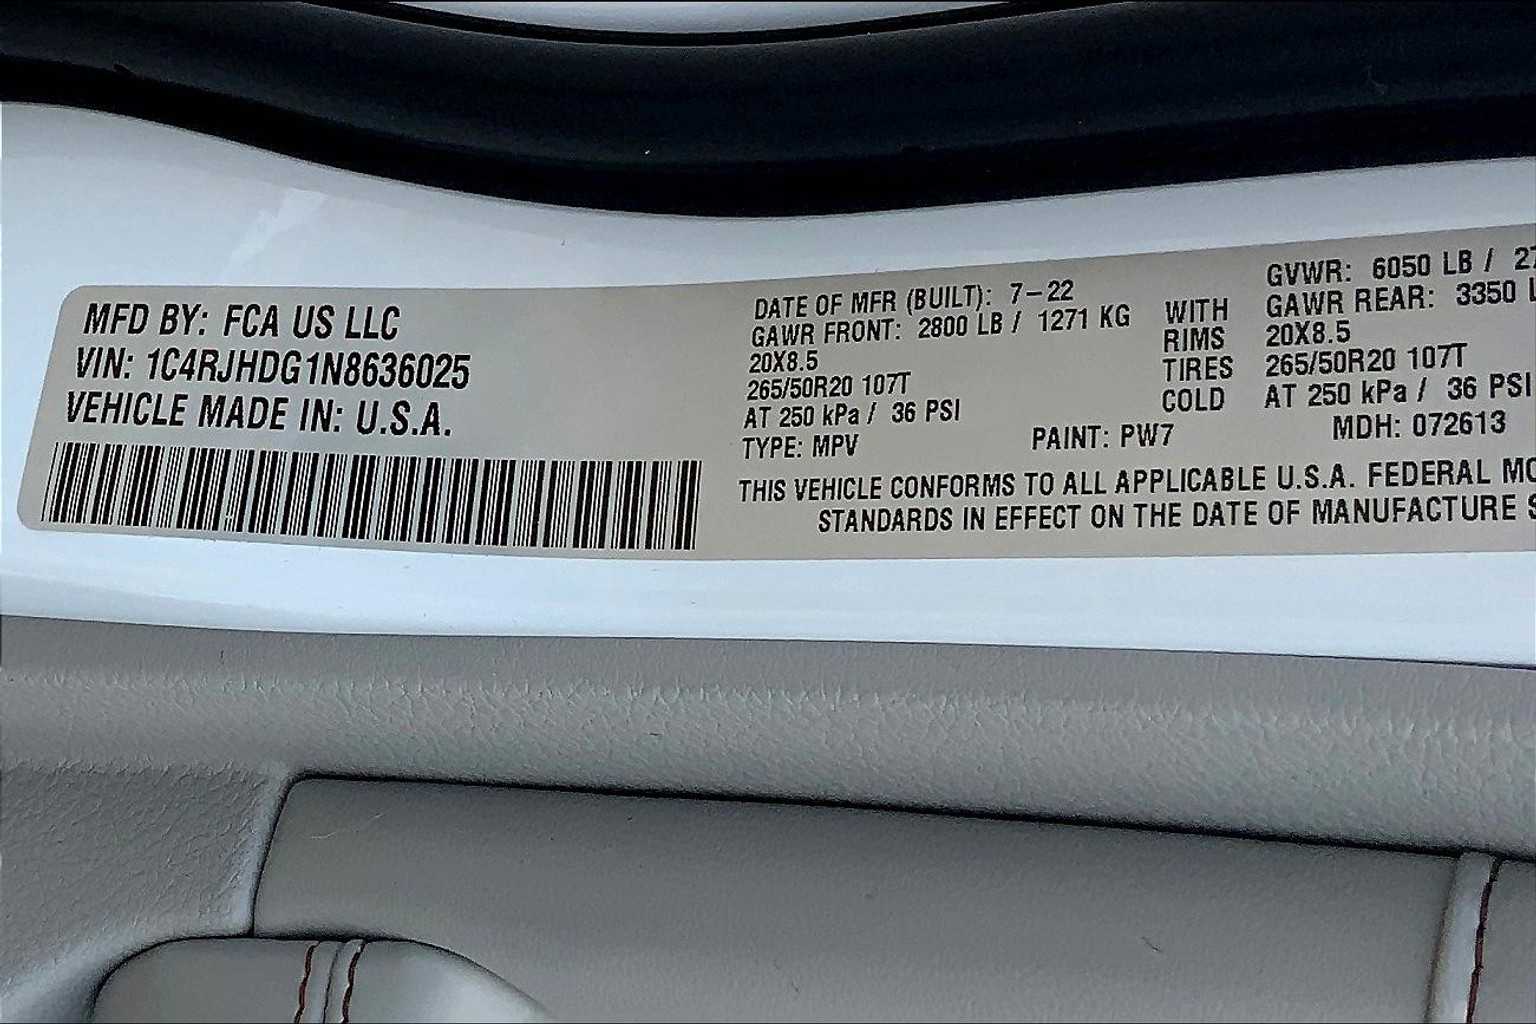 MFD BY: FCA US LLC
VIN: 1C4RJHDG1N8636025
VEHICLE MADE IN: U.S.A.
DATE OF MFR (BUILT): 7-22
GAWR FRONT: 2800 LB / 1271 KG
20X8.5
265/50R20 107T
AT 250 kPa / 36 PSI
TYPE: MPV
WITH
RIMS
TIRES
COLD
GVWR: 6050 LB /
GAWR REAR: 3350
20X8.5
265/50R20 107T
AT 250 kPa / 36 PSI
PAINT: PW7
MDH: 072613
THIS VEHICLE CONFORMS TO ALL APPLICABLE U.S.A. FEDERAL
STANDARDS IN EFFECT ON THE DATE OF MANUFACTURE